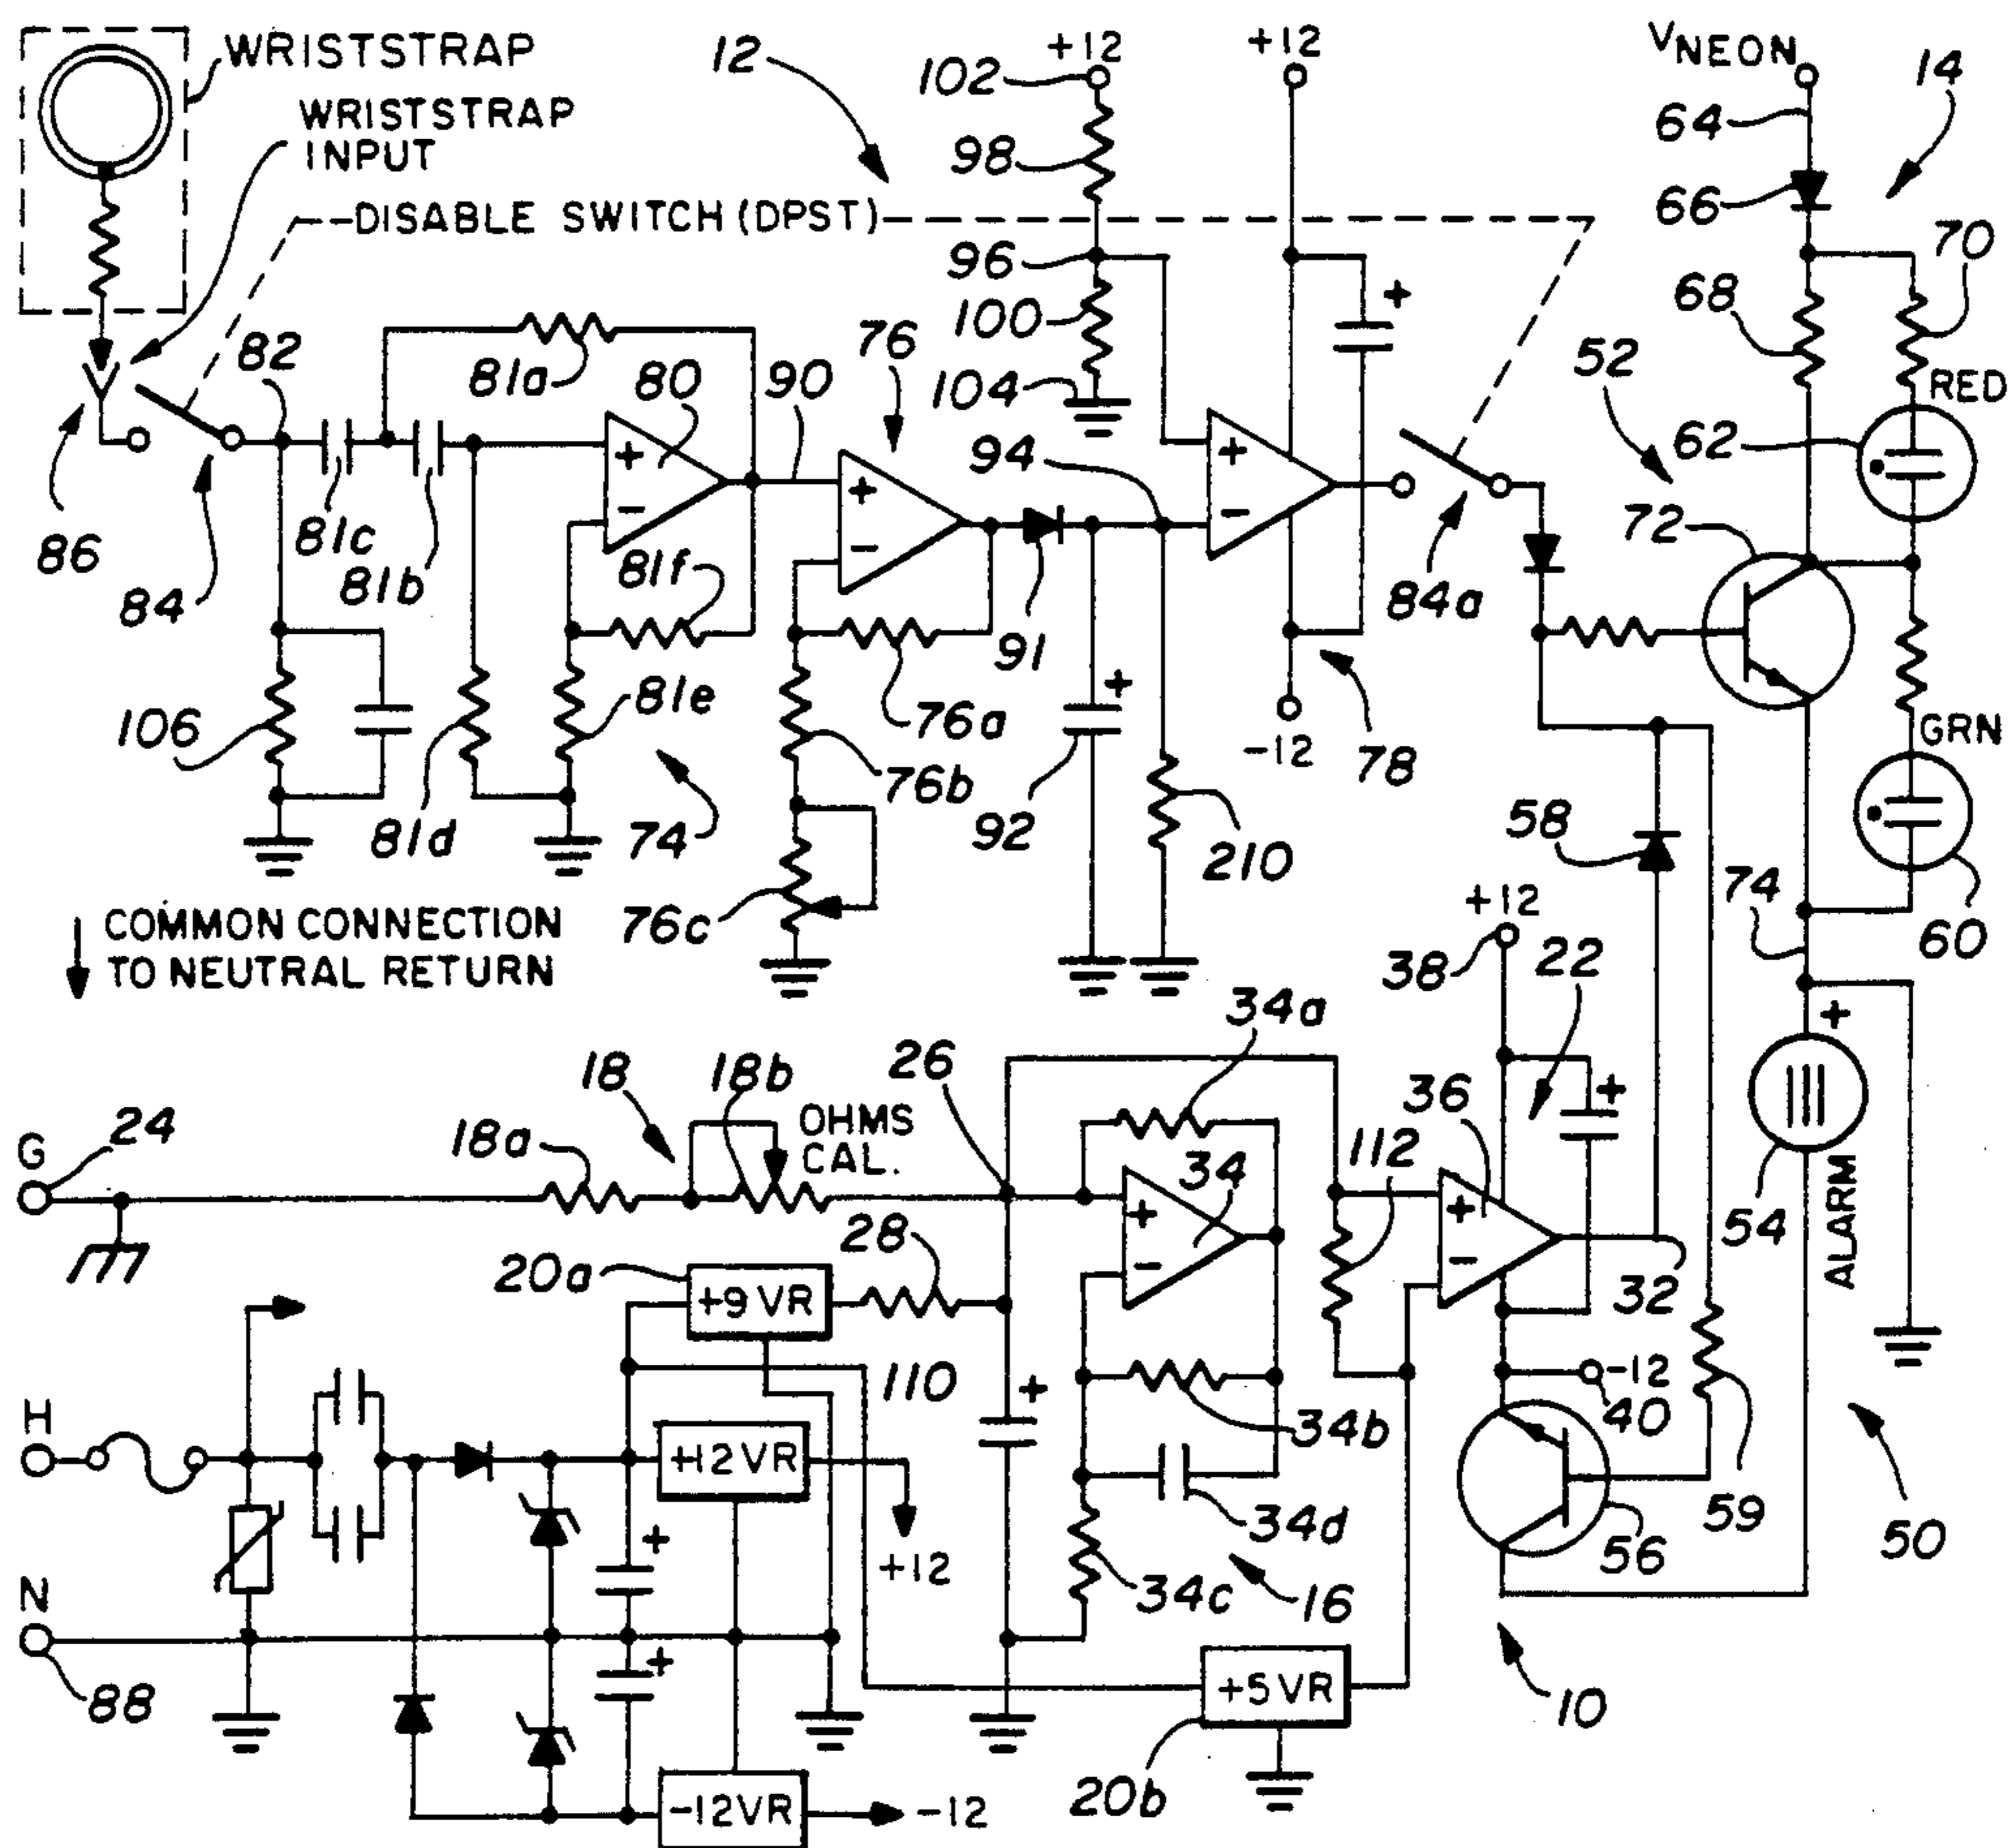 WRISTSTRAP
WRISTSTRAP
INPUT
DISABLE SWITCH (DPST)
12
102
+12
+12
VNEON
14
98
64
66
96
70
100
+
68
82
76
52
RED
81a
80
90
104
+
-
62
94
+
-
+
-
72
86
81c
81b
84
81f
91
84a
106
81e
76a
+
-12
78
GRN
81d
74
76b
92
210
58
76c
+12
74
60
COMMON CONNECTION
TO NEUTRAL RETURN
38
22
34a
18
18b
26
36
+
+
G
24
18a
OHMS
CAL.
34
112
54
ALARM
28
+
-
+
-
20a
+9 VR
32
110
+
-12
40
H
34b
+12 VR
59
50
34d
56
+
+12
34c
16
N
+
+5 VR
10
88
-12 VR
-12
20b